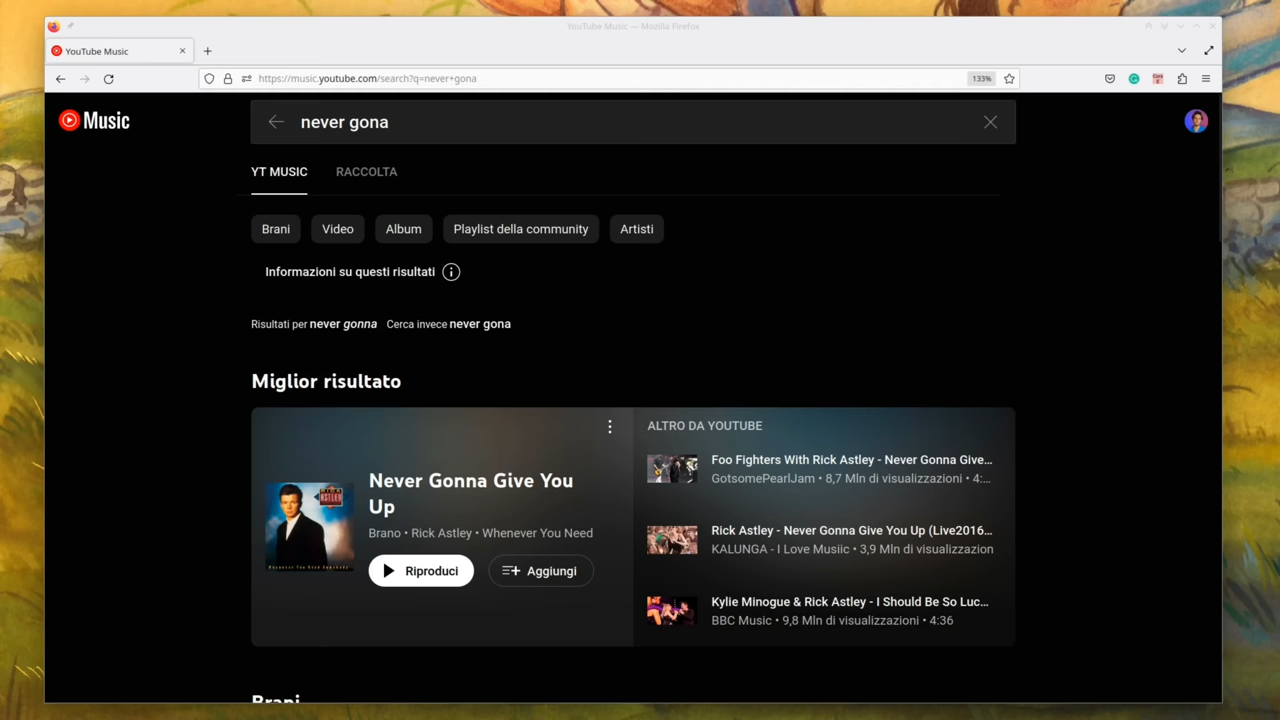 YouTube Music — Mozilla Firefox
YouTube Music
https://music.youtube.com/search?q=never+gona
133%
Music
never gona
YT MUSIC
RACCOLTA
Brani
Video
Album
Playlist della community
Artisti
Informazioni su questi risultati
Risultati per never gonna Cerca invece never gona
Miglior risultato
Never Gonna Give You
Up
Brano • Rick Astley • Whenever You Need
Riproduci
Aggiungi
ALTRO DA YOUTUBE
Foo Fighters With Rick Astley - Never Gonna Give...
GotsomePearlJam • 8,7 Mln di visualizzazioni • 4:...
Rick Astley - Never Gonna Give You Up (Live2016...
KALUNGA - I Love Musiic • 3,9 Mln di visualizzazion
Kylie Minogue & Rick Astley - I Should Be So Luc...
BBC Music • 9,8 Mln di visualizzazioni • 4:36
Brani